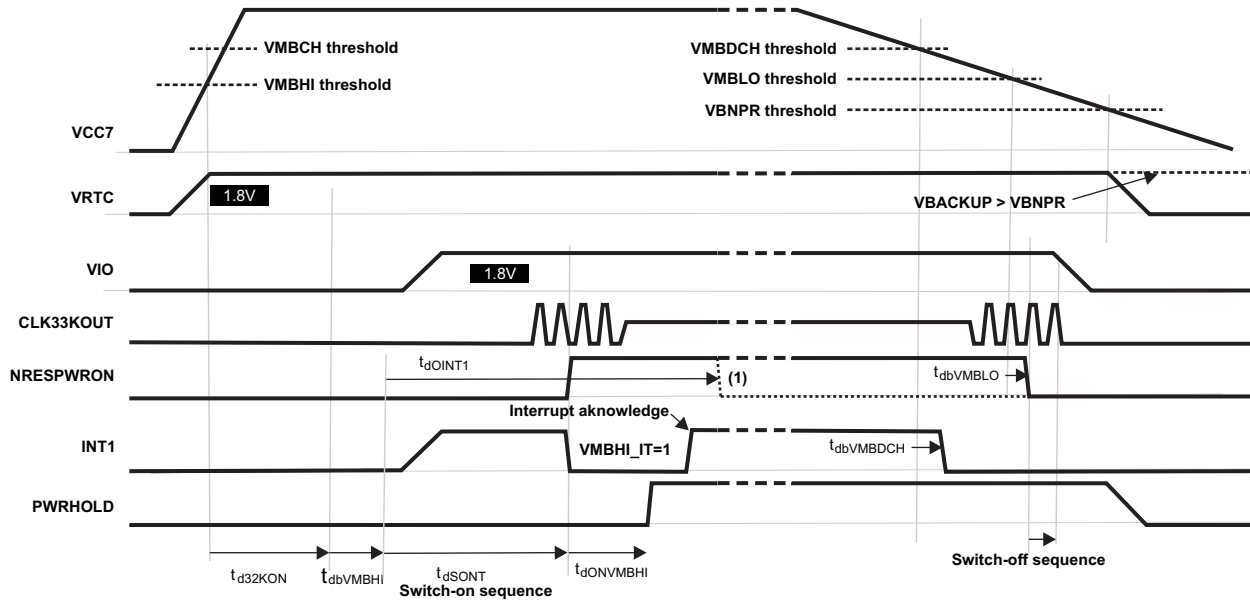 VMBCH threshold
VMBHI threshold
VMBDCH threshold
VMBLO threshold
VBNPR threshold
VCC7
VRTC
1.8V
VBACKUP > VBNPR
VIO
1.8V
CLK33KOUT
NRESPWRON
tdOINT1
(1)
tdbVMBLO
Interrupt aknowledge
INT1
VMBHI_IT=1
tdbVMBDCH
PWRHOLD
td32KON
tdbVMBHI
tdSONT
tdONVMBHI
Switch-on sequence
Switch-off sequence